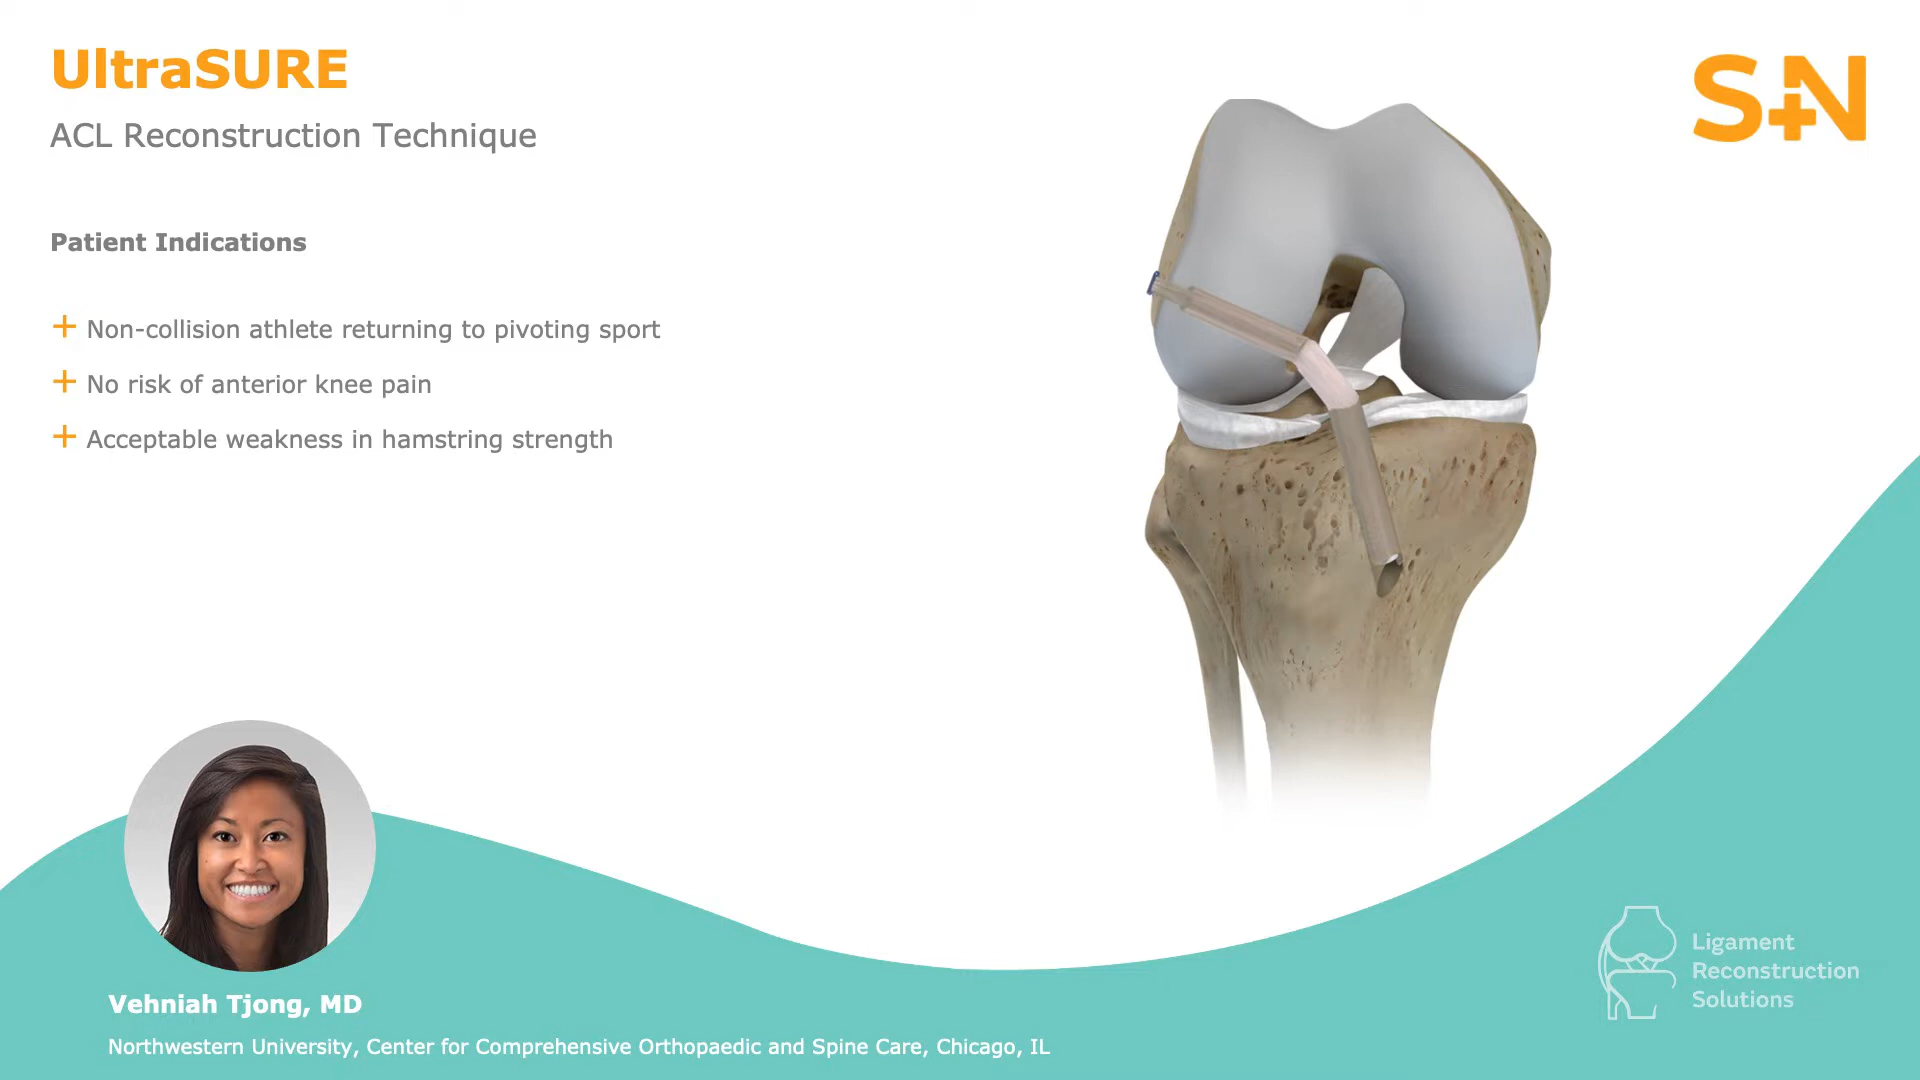 UltraSURE
ACL Reconstruction Technique
S+N
Patient Indications
+ Non-collision athlete returning to pivoting sport
+ No risk of anterior knee pain
+ Acceptable weakness in hamstring strength
Vehniah Tjong, MD
Northwestern University, Center for Comprehensive Orthopaedic and Spine Care, Chicago, IL
Ligament
Reconstruction
Solutions